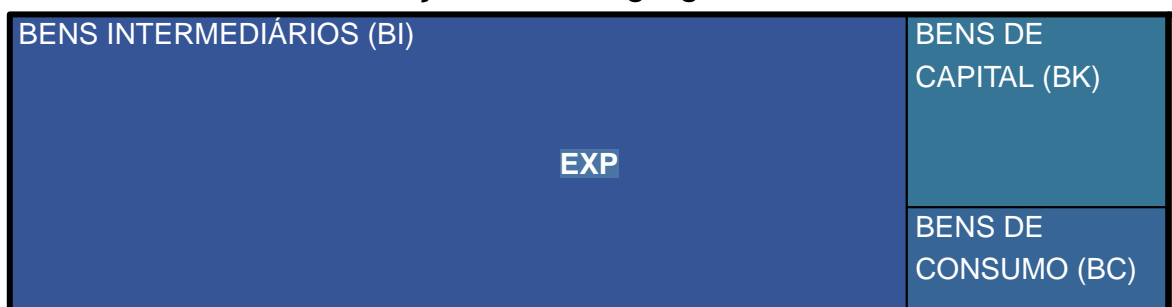 BENS INTERMEDIÁRIOS (BI)
BENS DE
CAPITAL (BK)
EXP
BENS DE
CONSUMO (BC)